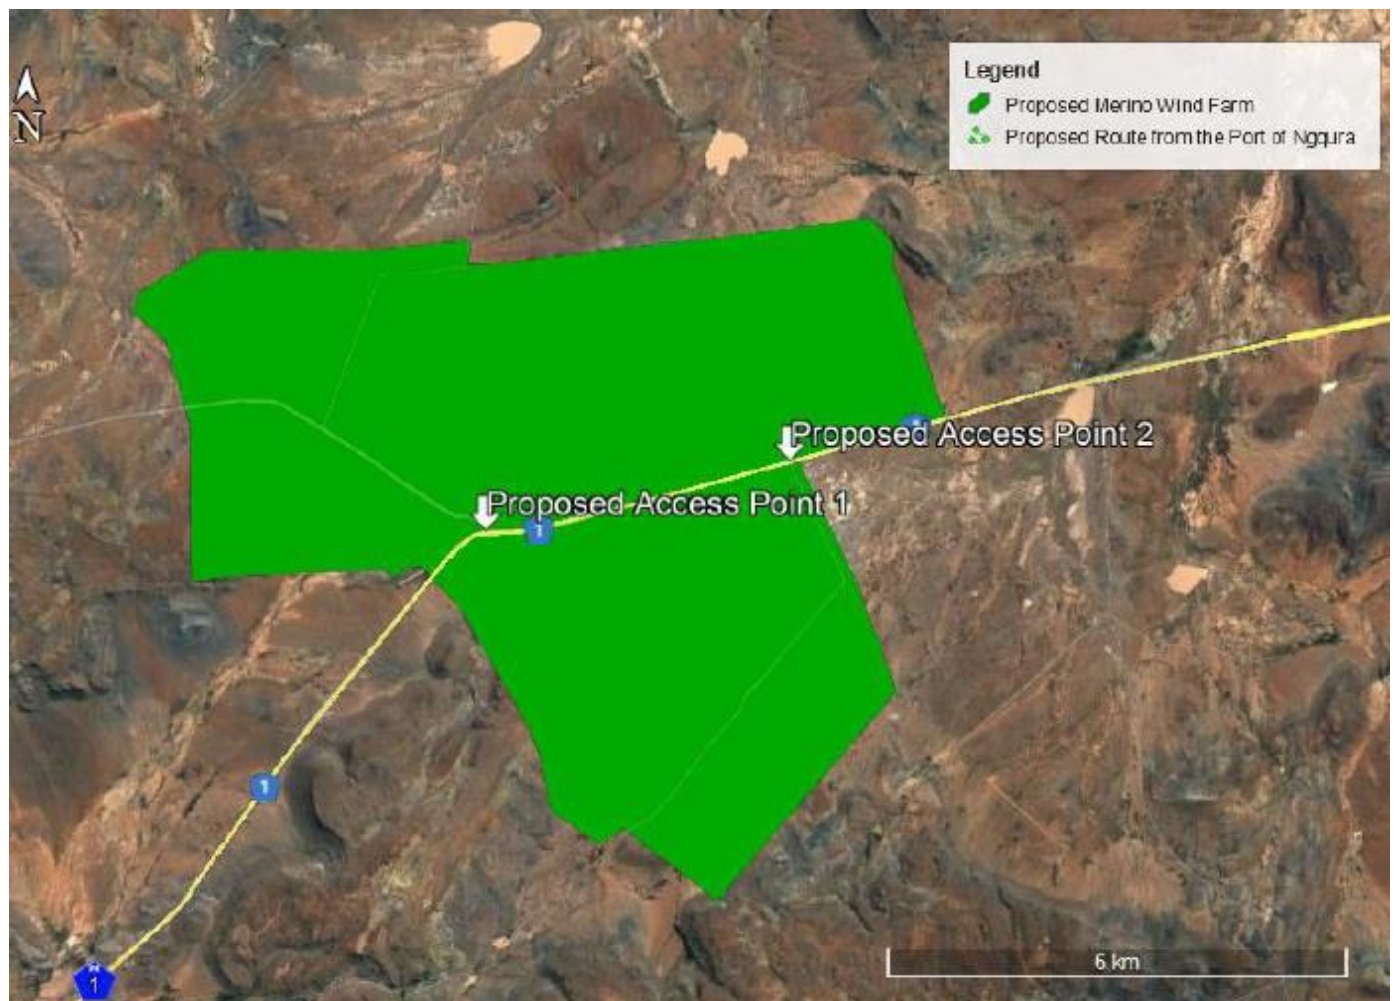 Legend
Proposed Merino Wind Farm
Proposed Route from the Port of Ngqura
N
Proposed Access Point 2
Proposed Access Point 1
1
1
N
1
6 km